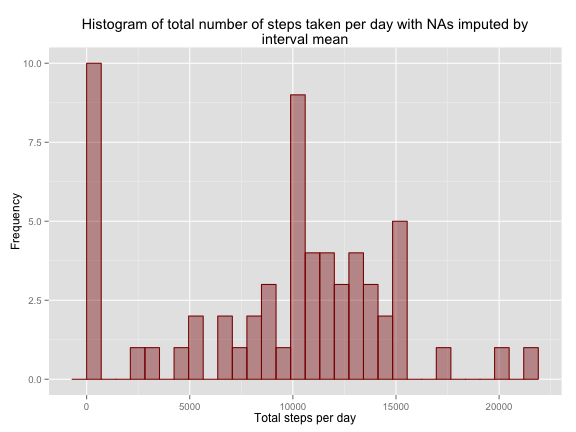 Histogram of total number of steps taken per day with NAs imputed by
interval mean
10.0
7.5
5.0
2.5
0.0
Frequency
0 5000 10000 15000 20000
Total steps per day